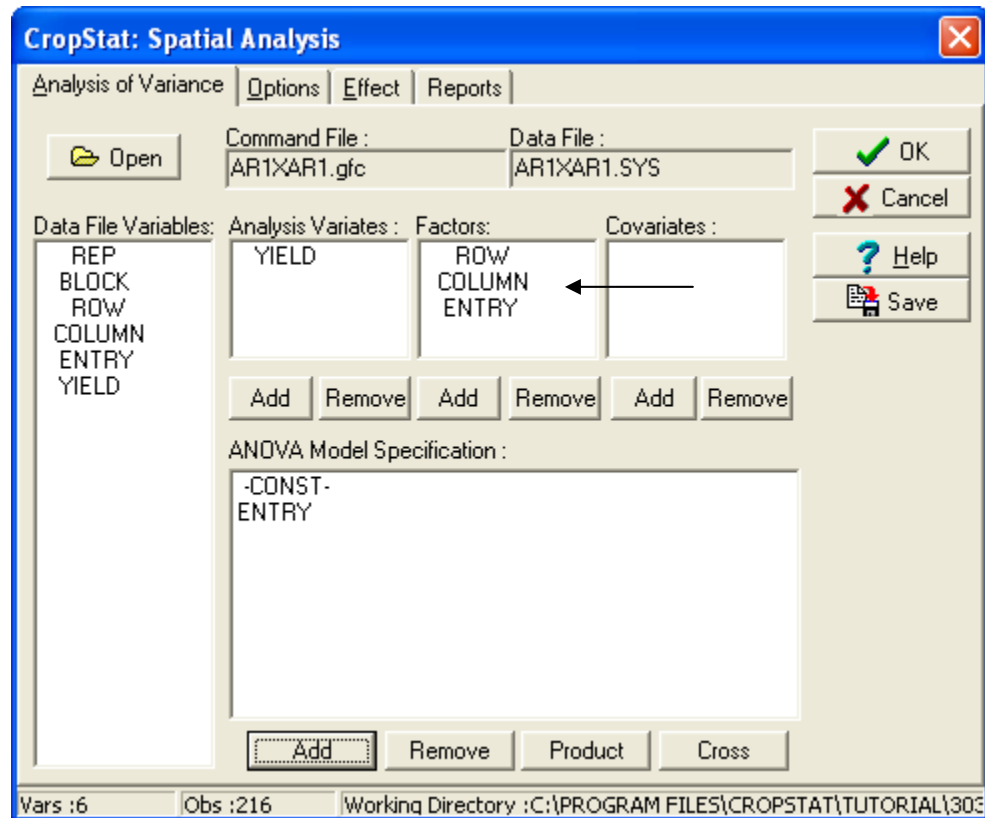 CropStat: Spatial Analysis
Analysis of Variance Options Effect Reports
Open
Command File :
AR1XAR1.gfc
Data File :
AR1XAR1.SYS
OK
Cancel
Help
Save
Data File Variables:
REP
BLOCK
ROW
COLUMN
ENTRY
YIELD
Analysis Variates :
YIELD
Factors:
ROW
COLUMN
ENTRY
Covariates :
Add Remove Add Remove Add Remove
ANOVA Model Specification :
-CONST-
ENTRY
Add Remove Product Cross
Vars :6 Obs :216 Working Directory :C:\PROGRAM FILES\CROPSTAT\TUTORIAL\303